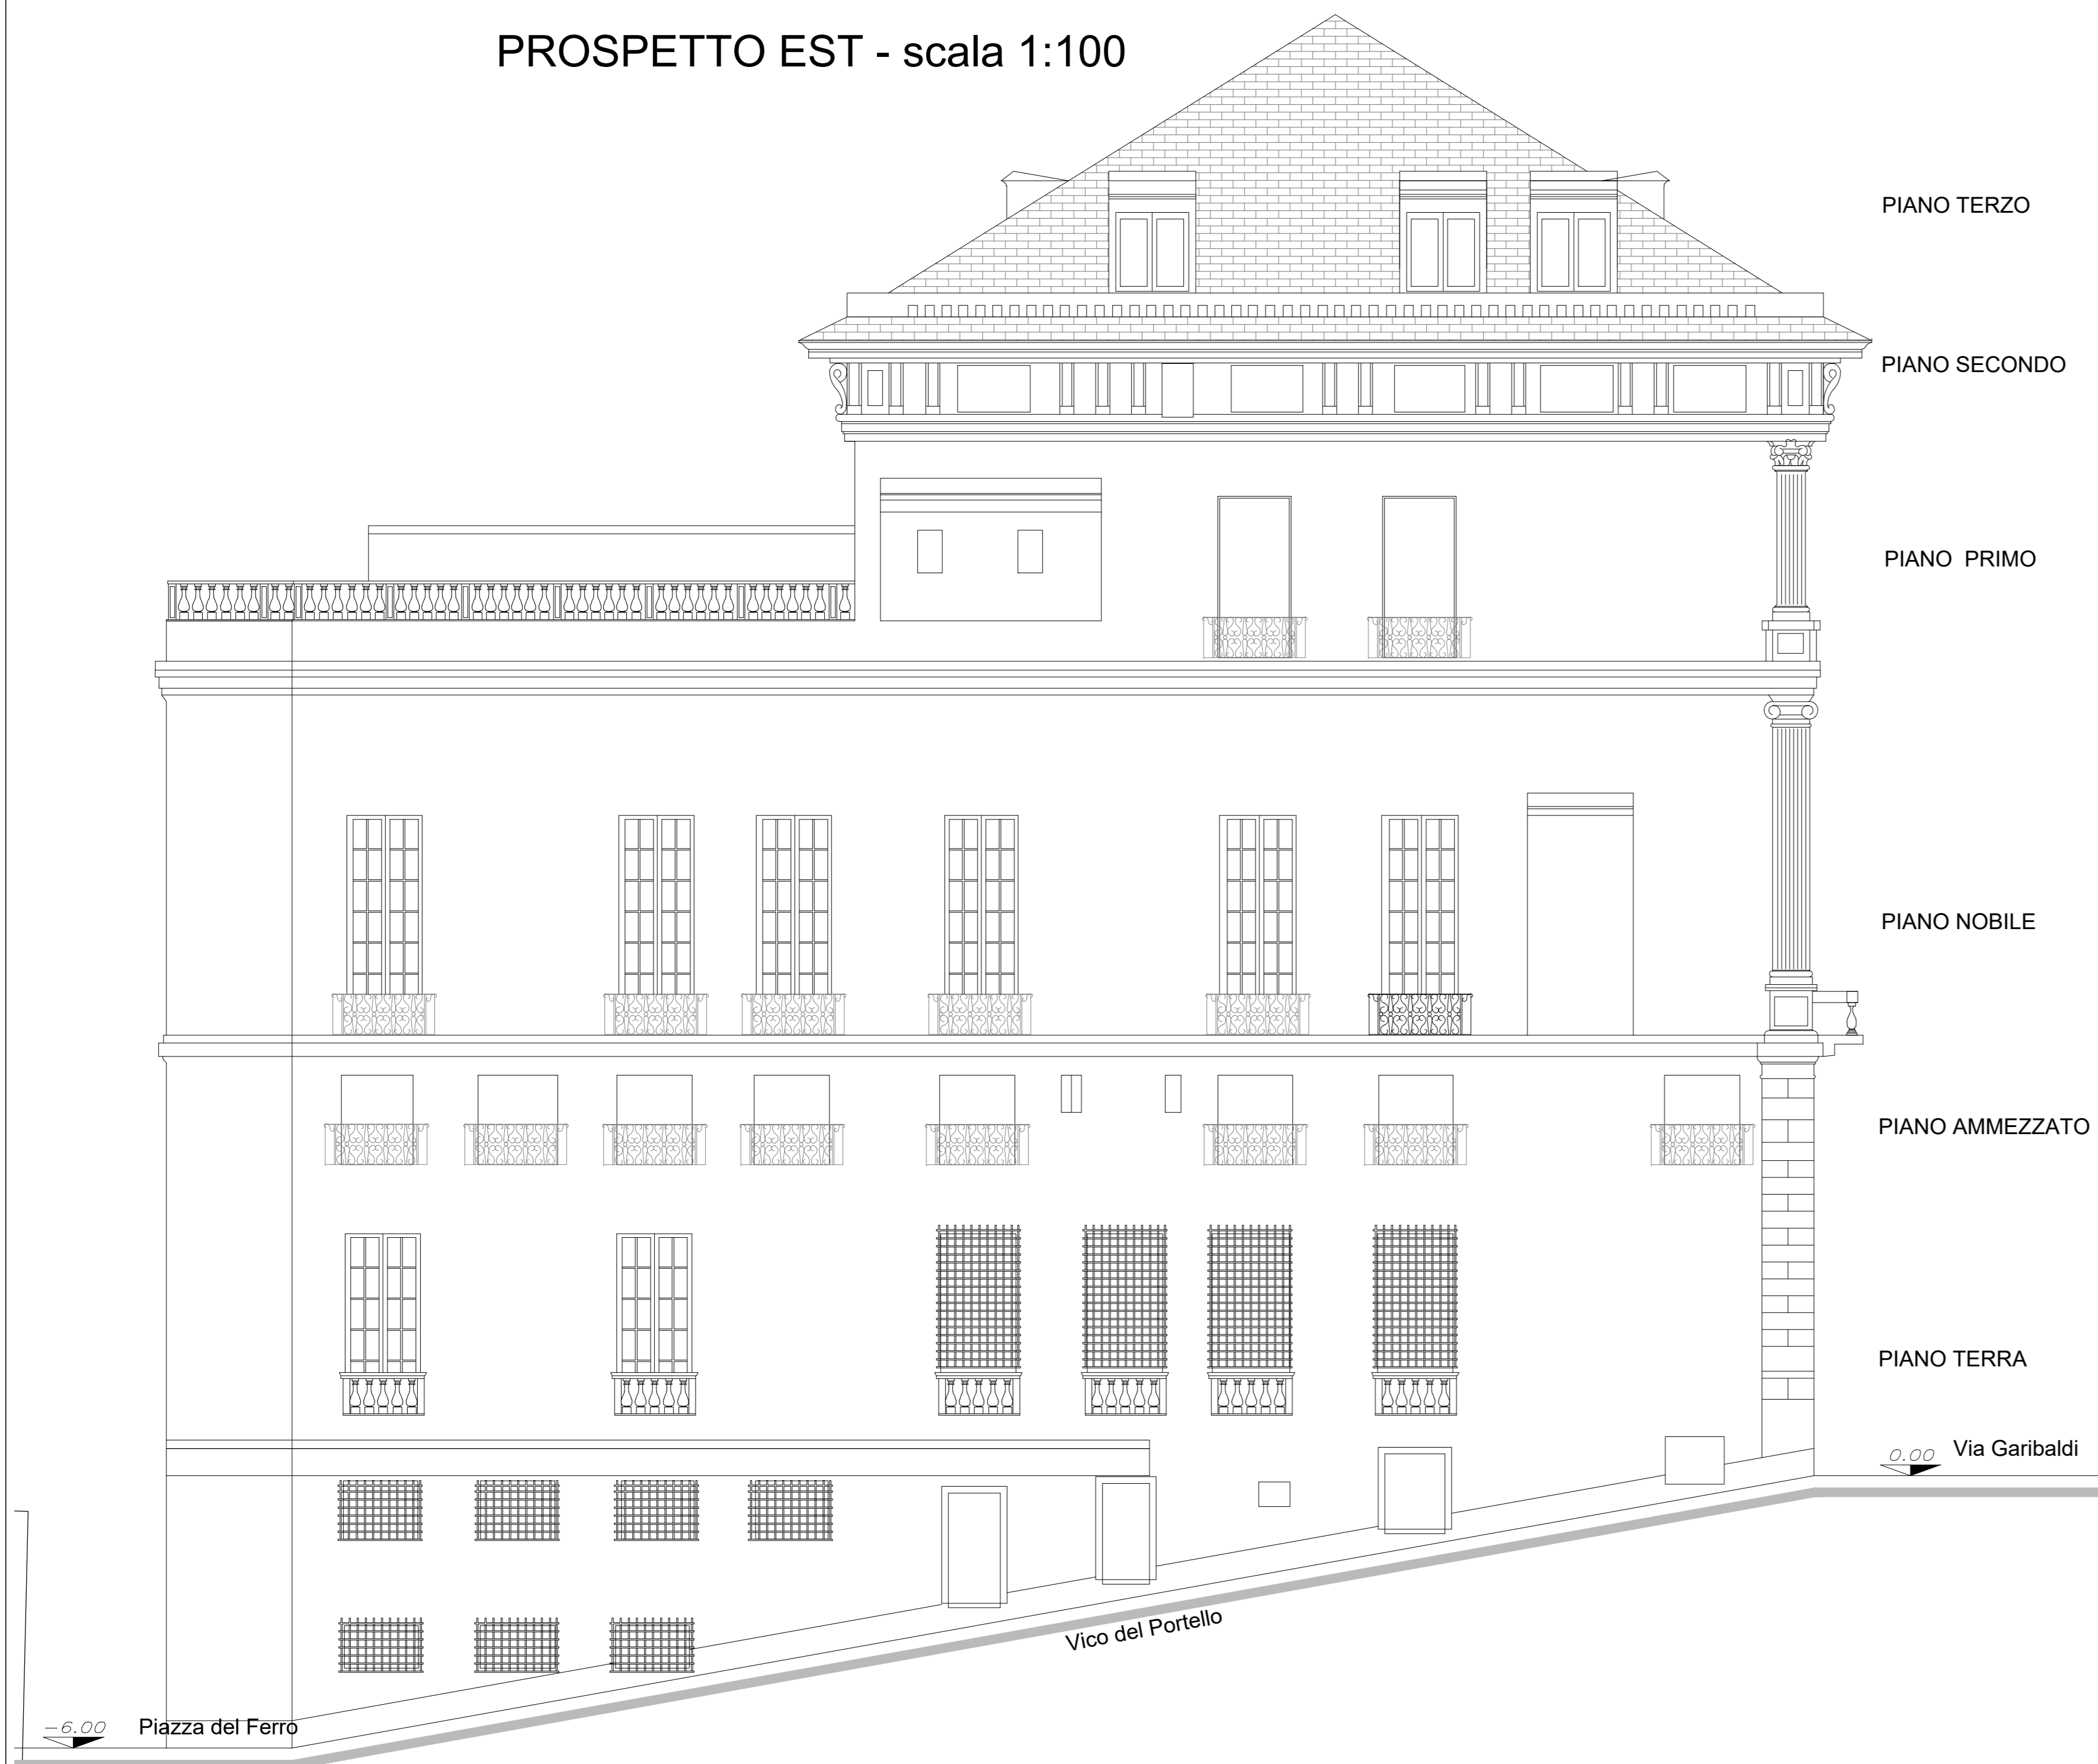 PROSPETTO EST - scala 1:100
PIANO TERZO
PIANO SECONDO
PIANO PRIMO
PIANO NOBILE
PIANO AMMEZZATO
PIANO TERRA
0.00 Via Garibaldi
Vico del Portello
-6.00 Piazza del Ferro